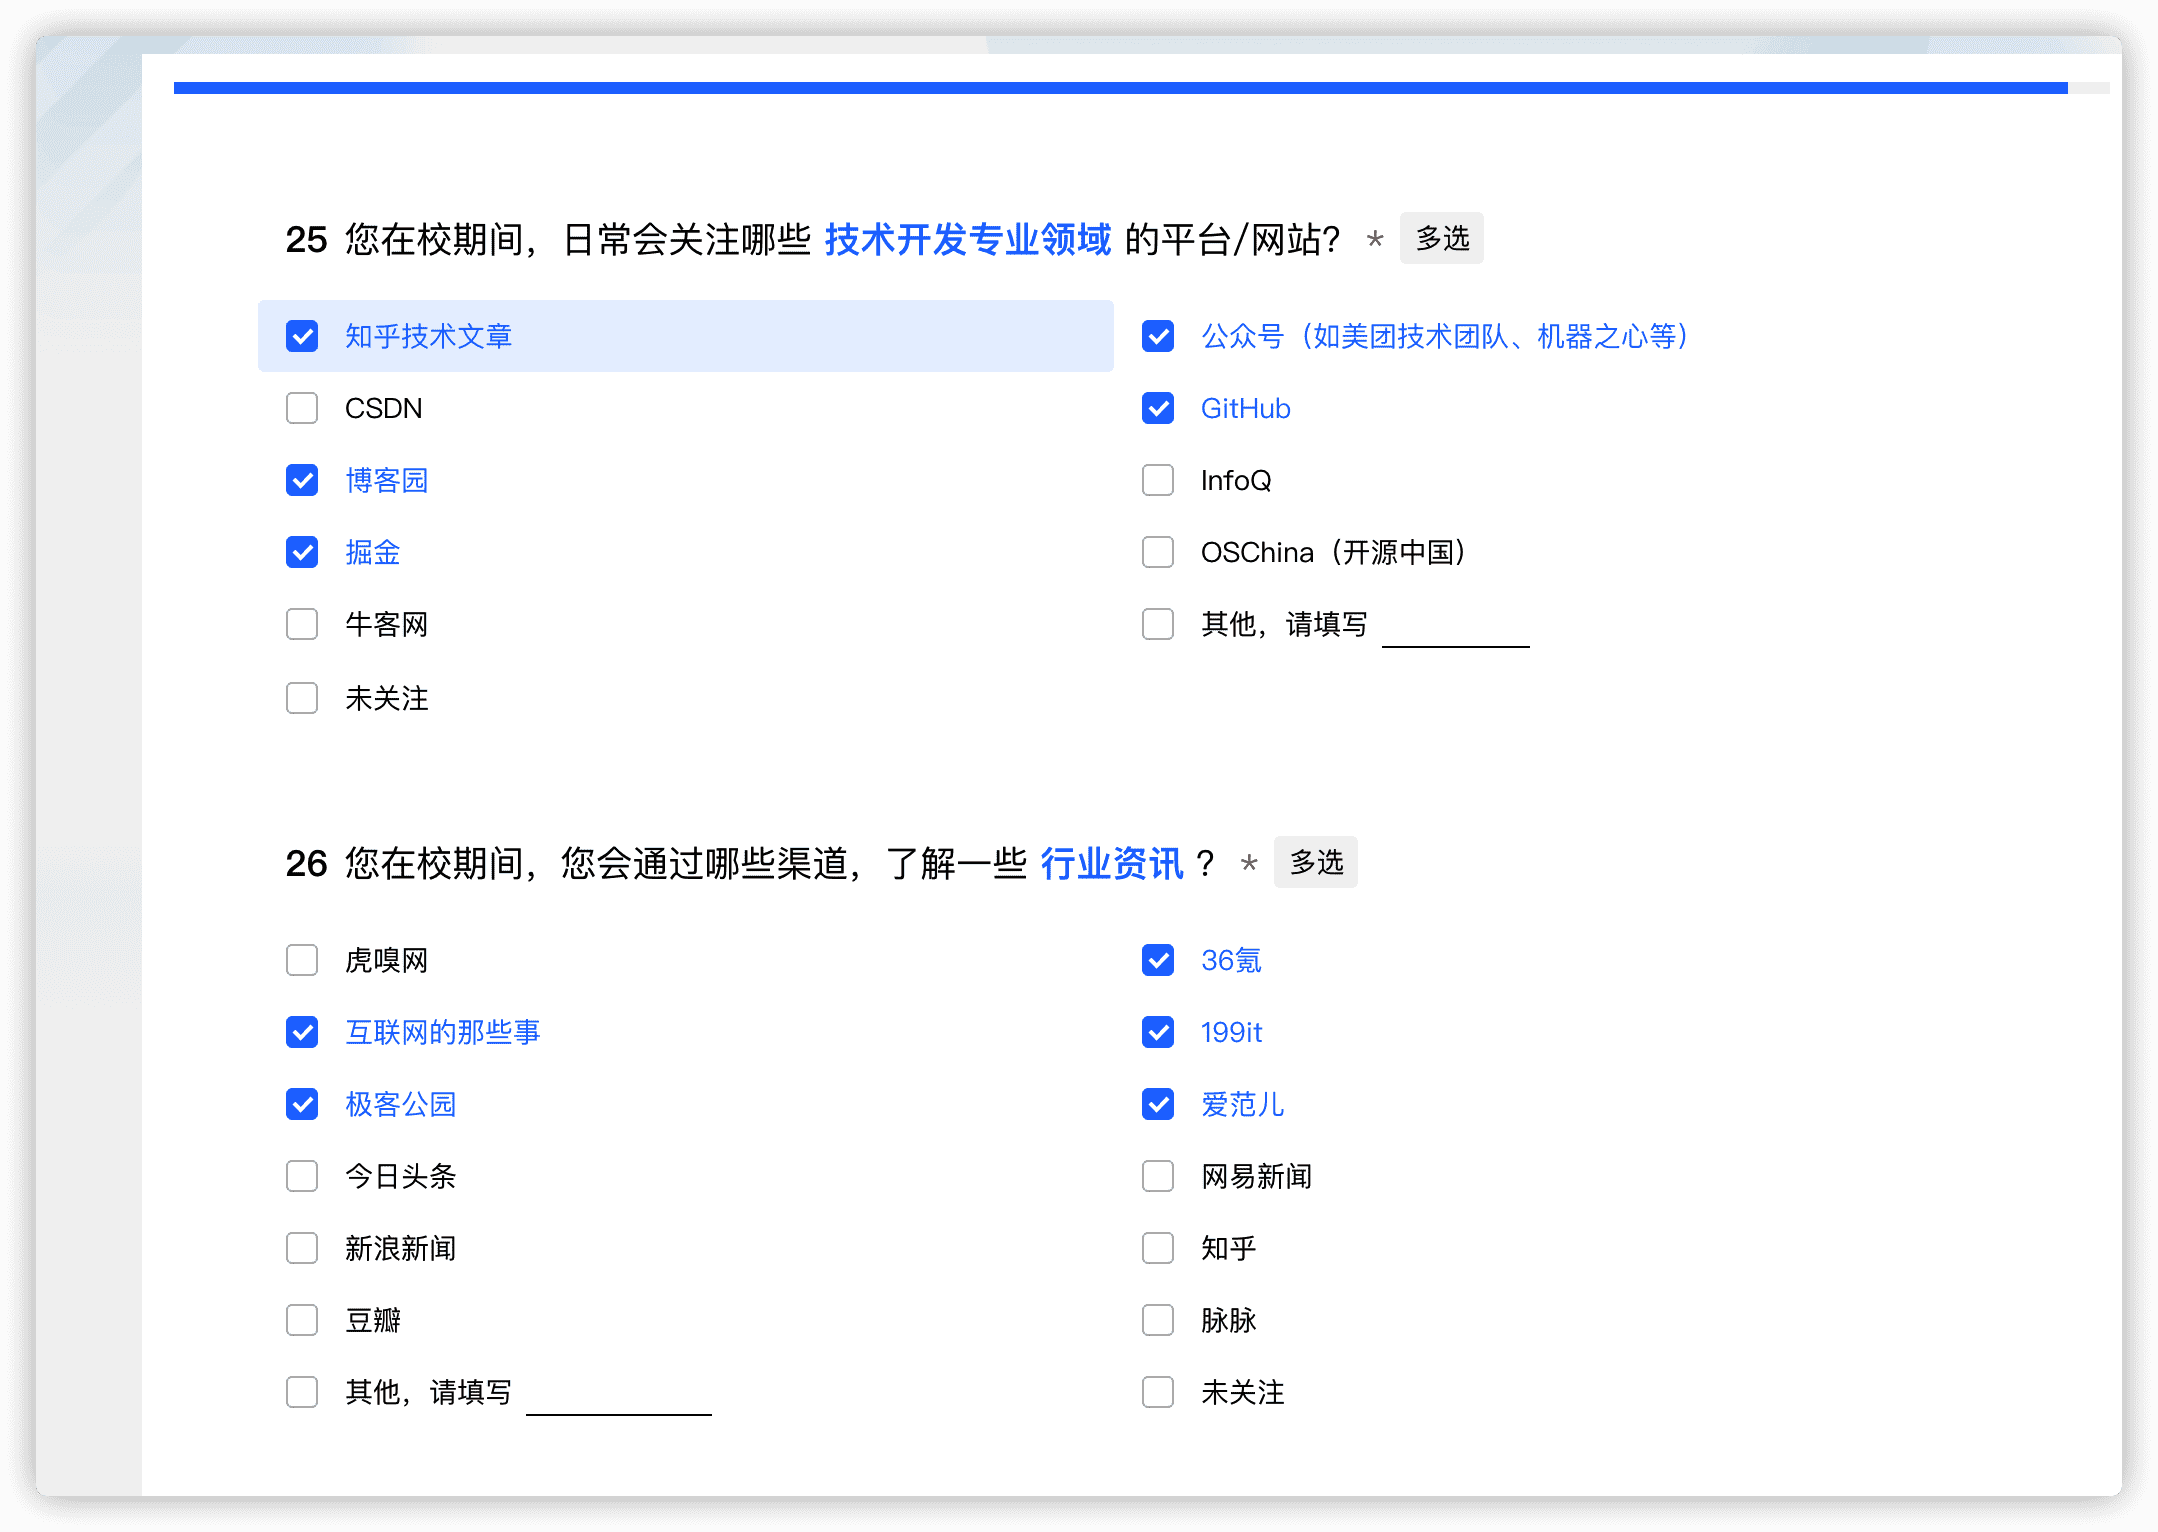 25 您在校期间，日常会关注哪些 技术开发专业领域 的平台/网站？ * 多选
知乎技术文章
公众号（如美团技术团队、机器之心等）
CSDN
GitHub
博客园
InfoQ
掘金
OSChina（开源中国）
牛客网
其他，请填写
未关注
26 您在校期间，您会通过哪些渠道，了解一些 行业资讯 ？ * 多选
虎嗅网
36氪
互联网的那些事
199it
极客公园
爱范儿
今日头条
网易新闻
新浪新闻
知乎
豆瓣
脉脉
其他，请填写
未关注